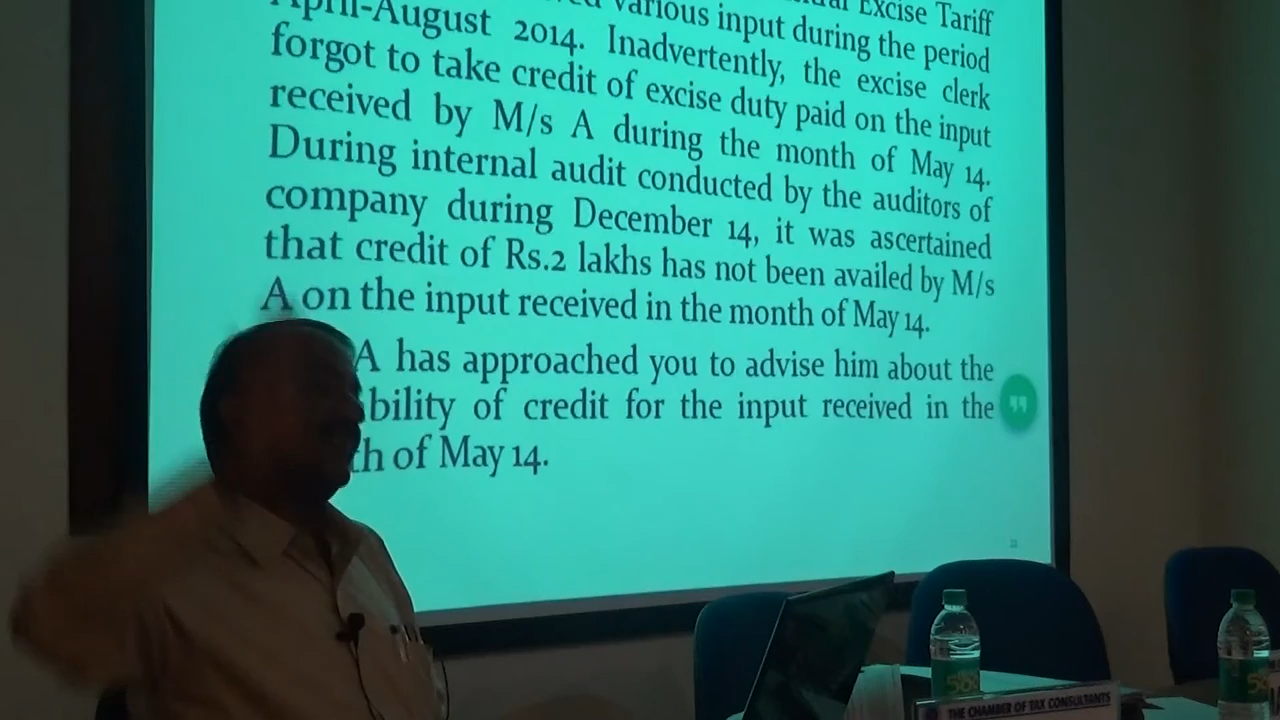 Excise Tariff
various input during the period
April-August 2014. Inadvertently, the excise clerk
forgot to take credit of excise duty paid on the input
received by M/s A during the month of May 14.
During internal audit conducted by the auditors of
company during December 14, it was ascertained
that credit of Rs.2 lakhs has not been availed by M/s
A on the input received in the month of May 14.
A has approached you to advise him about the
bility of credit for the input received in the
th of May 14.
THE CHAMBER OF TAX CONSULTANTS